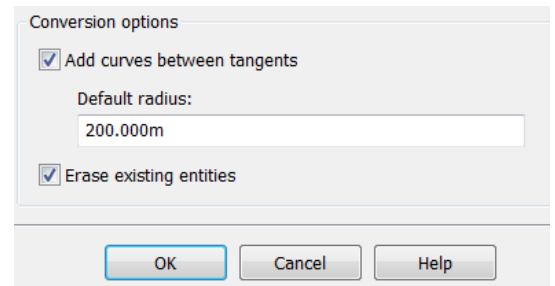 Conversion options
Add curves between tangents
Default radius:
200.000m
Erase existing entities
OK Cancel Help